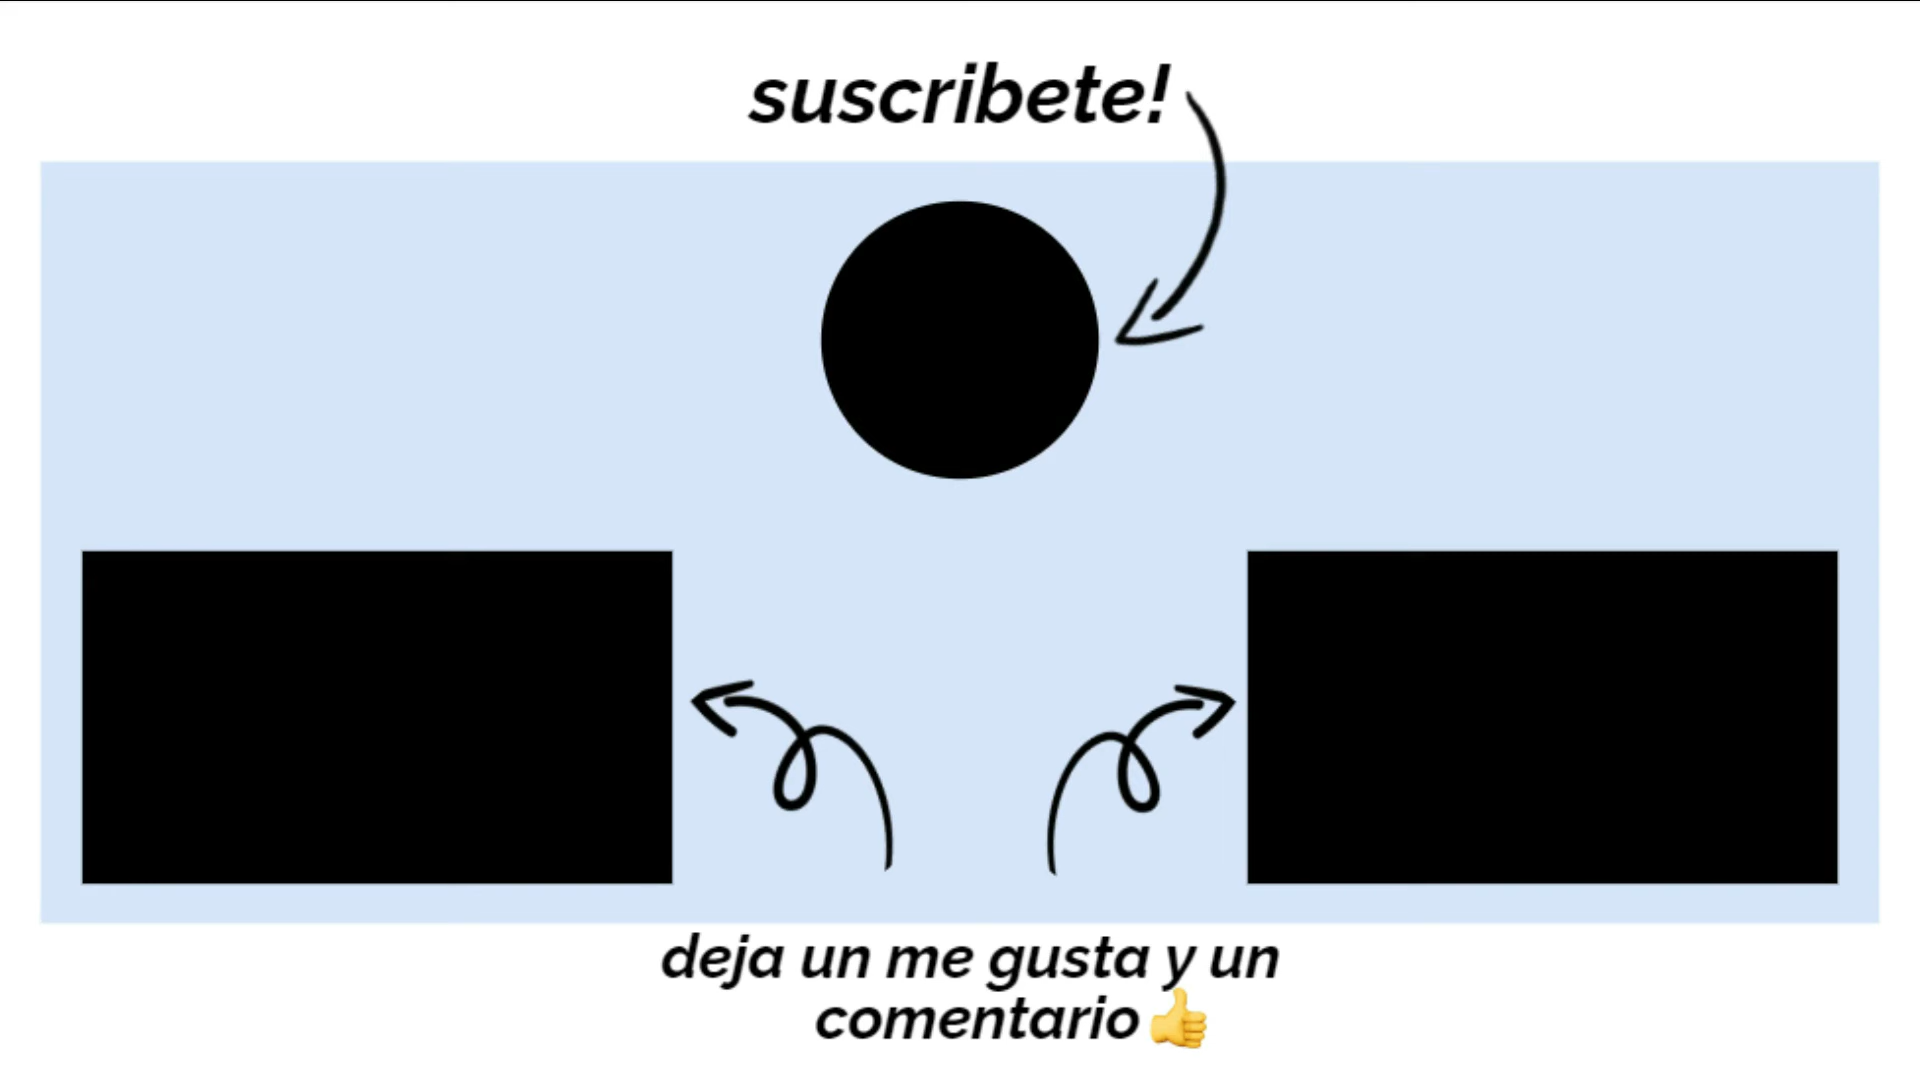 suscribete!
deja un me gusta y un
comentario👍